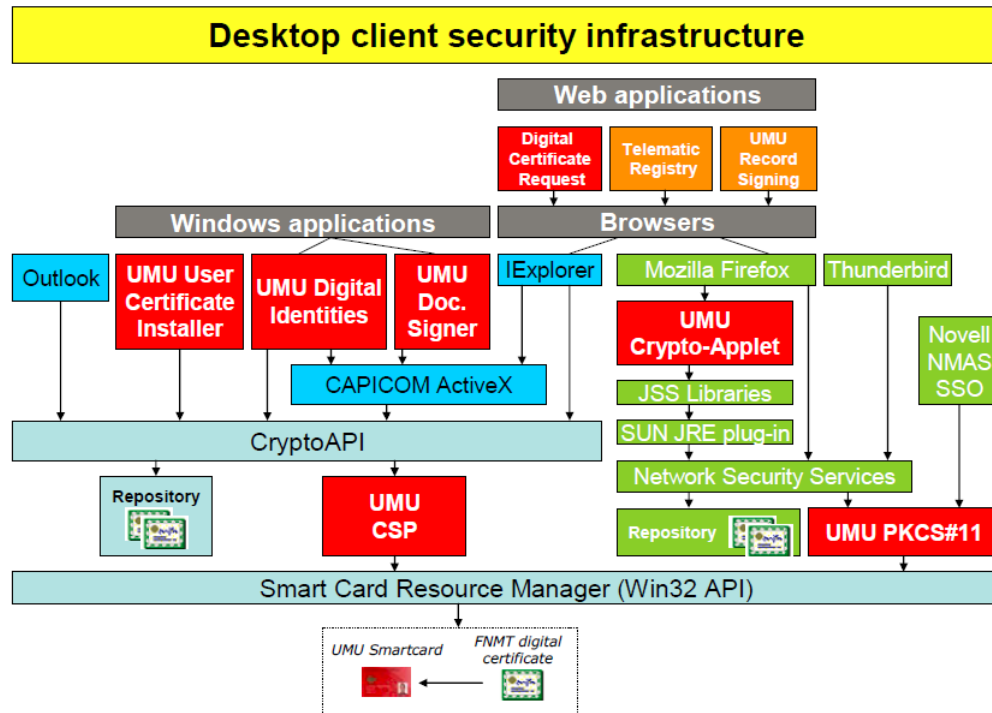 Desktop client security infrastructure
Web applications
Digital
Certificate
Request
Telematic
Registry
UMU
Record
Signing
Windows applications
Browsers
Outlook
UMU User
Certificate
Installer
UMU Digital
Identities
UMU
Doc.
Signer
IExplorer
Mozilla Firefox
Thunderbird
UMU
Crypto-Applet
Novell
NMAS
SSO
CAPICOM ActiveX
JSS Libraries
SUN JRE plug-in
CryptoAPI
Network Security Services
Repository
UMU
CSP
Repository
UMU PKCS#11
Smart Card Resource Manager (Win32 API)
UMU Smartcard
FNMT digital
certificate